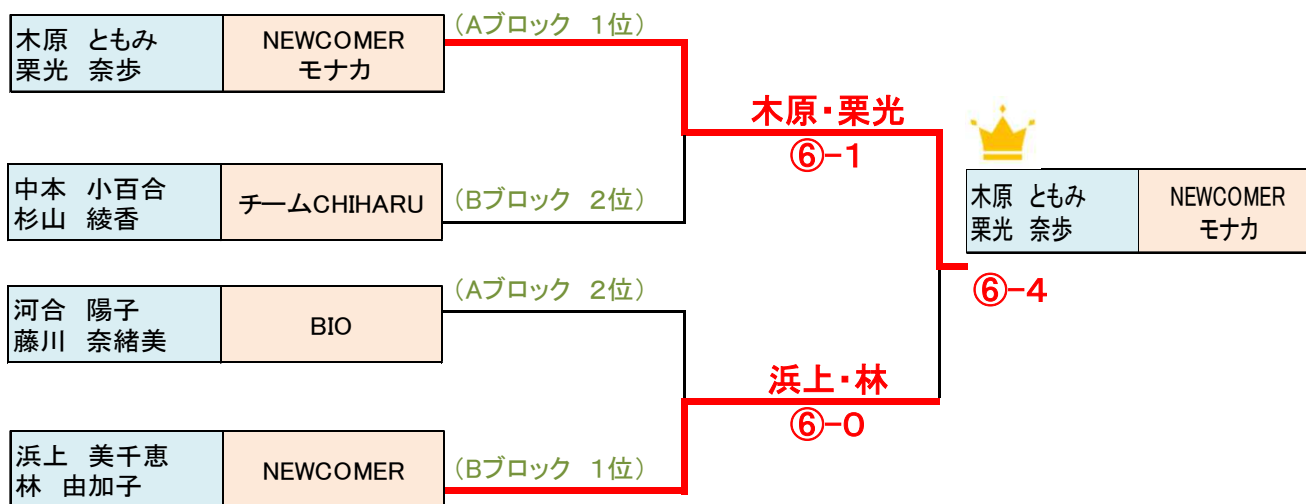 木原 ともみ
栗光 奈歩
NEWCOMER
モナカ
(Aブロック 1位)
中本 小百合
杉山 綾香
チームCHIHARU
(Bブロック 2位)
河合 陽子
藤川 奈緒美
BIO
(Aブロック 2位)
浜上 美千恵
林 由加子
NEWCOMER
(Bブロック 1位)
木原・栗光
⑥-1
浜上・林
⑥-0
木原 ともみ
栗光 奈歩
NEWCOMER
モナカ
⑥-4